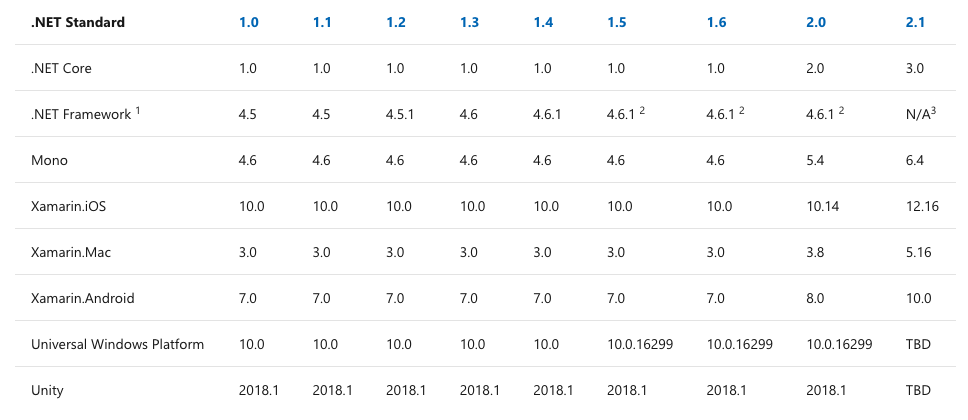 .NET Standard 1.0 1.1 1.2 1.3 1.4 1.5 1.6 2.0 2.1
.NET Core 1.0 1.0 1.0 1.0 1.0 1.0 1.0 2.0 3.0
.NET Framework 1 4.5 4.5 4.5.1 4.6 4.6.1 4.6.1 2 4.6.1 2 4.6.1 2 N/A3
Mono 4.6 4.6 4.6 4.6 4.6 4.6 4.6 5.4 6.4
Xamarin.iOS 10.0 10.0 10.0 10.0 10.0 10.0 10.0 10.14 12.16
Xamarin.Mac 3.0 3.0 3.0 3.0 3.0 3.0 3.0 3.8 5.16
Xamarin.Android 7.0 7.0 7.0 7.0 7.0 7.0 7.0 8.0 10.0
Universal Windows Platform 10.0 10.0 10.0 10.0 10.0 10.0.16299 10.0.16299 10.0.16299 TBD
Unity 2018.1 2018.1 2018.1 2018.1 2018.1 2018.1 2018.1 2018.1 TBD